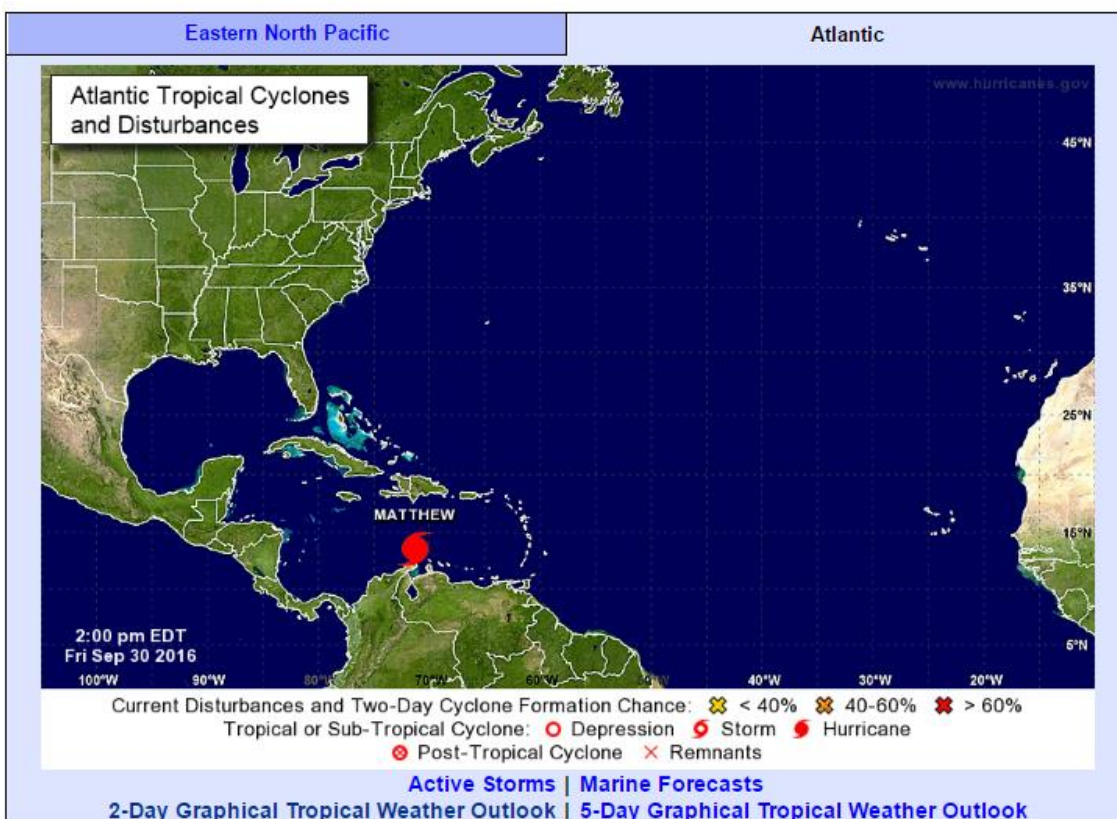 Eastern North Pacific
Atlantic
Atlantic Tropical Cyclones
and Disturbances
www.hurricanes.gov
45°N
35°N
25°N
MATTHEW
15°N
2:00 pm EDT
Fri Sep 30 2016
5°N
100°W 90°W 80°W 70°W 60°W 50°W 40°W 30°W 20°W
Current Disturbances and Two-Day Cyclone Formation Chance: < 40% 40-60% > 60%
Tropical or Sub-Tropical Cyclone: Depression Storm Hurricane
Post-Tropical Cyclone Remnants
Active Storms | Marine Forecasts
2-Day Graphical Tropical Weather Outlook | 5-Day Graphical Tropical Weather Outlook